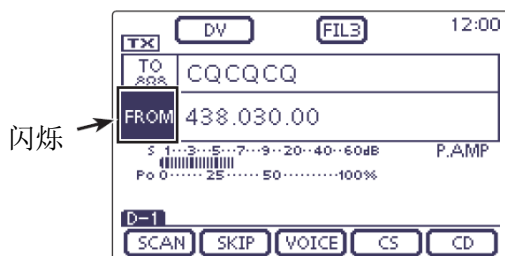 DV FIL3 12:00
TX
TO CQCQCQ
闪烁 FROM 438.030.00
S 1···3···5····7···9··20··40··60dB P.AMP
Po 0······25······50··········100%
D-1
SCAN SKIP VOICE CS CD